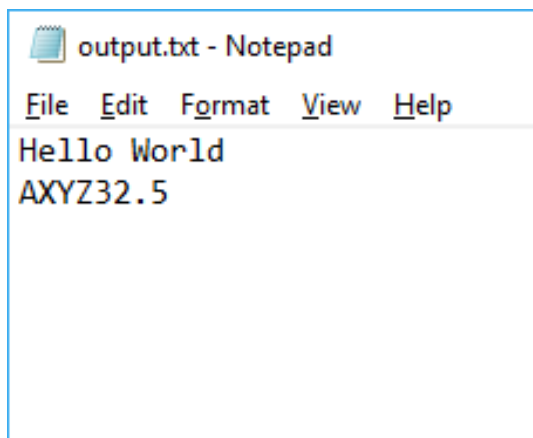 output.txt - Notepad
File Edit Format View Help
Hello World
AXYZ32.5